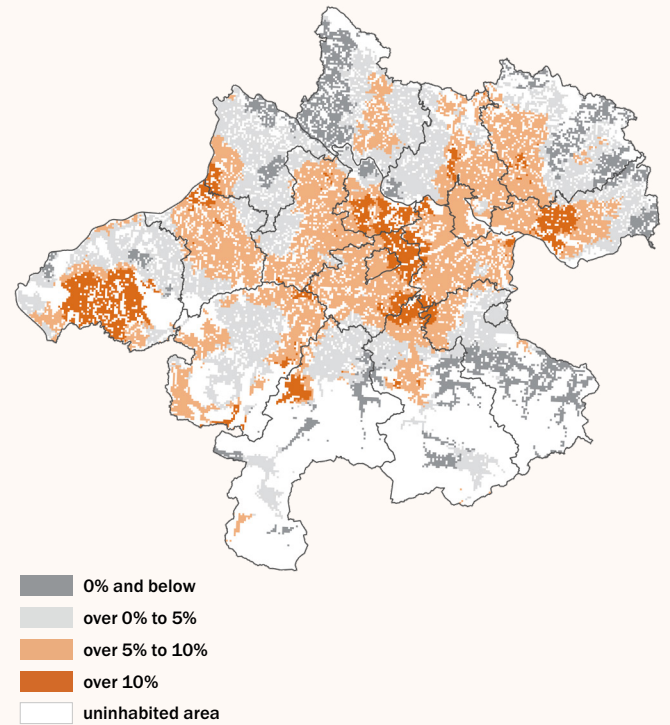 0% and below
over 0% to 5%
over 5% to 10%
over 10%
uninhabited area